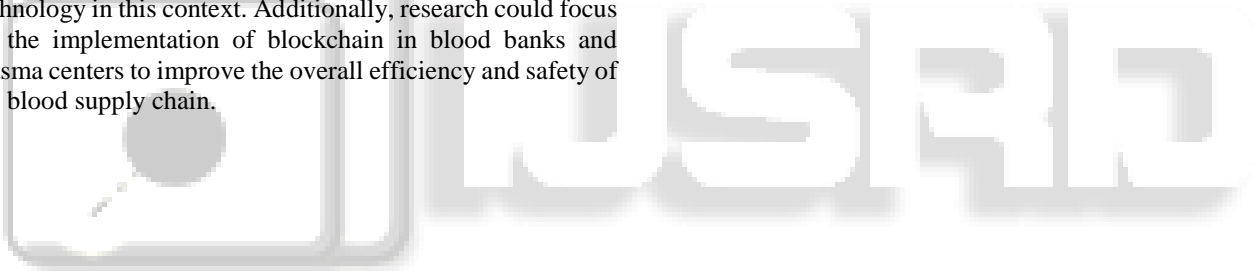 hnology in this context. Additionally, research could focus
the implementation of blockchain in blood banks and
sma centers to improve the overall efficiency and safety of
blood supply chain.
IJSRD